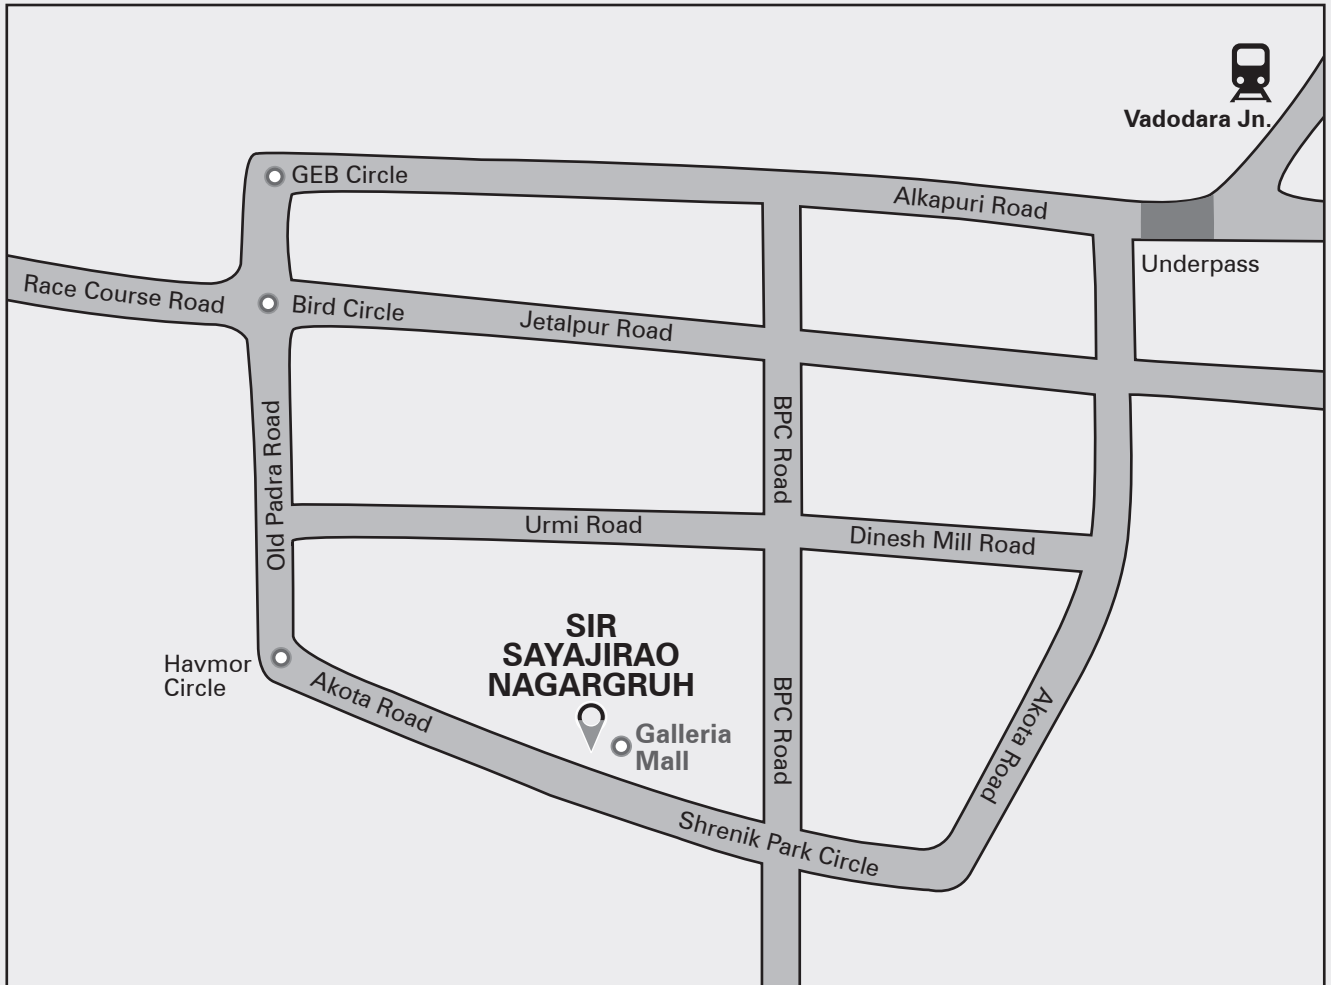 Vadodara Jn.
GEB Circle
Alkapuri Road
Underpass
Race Course Road
Bird Circle
Jetalpur Road
Old Padra Road
BPC Road
Urmi Road
Dinesh Mill Road
SIR
SAYAJIRAO
NAGARGRUH
Havmor
Circle
Akota Road
BPC Road
Akota Road
Galleria
Mall
Shrenik Park Circle